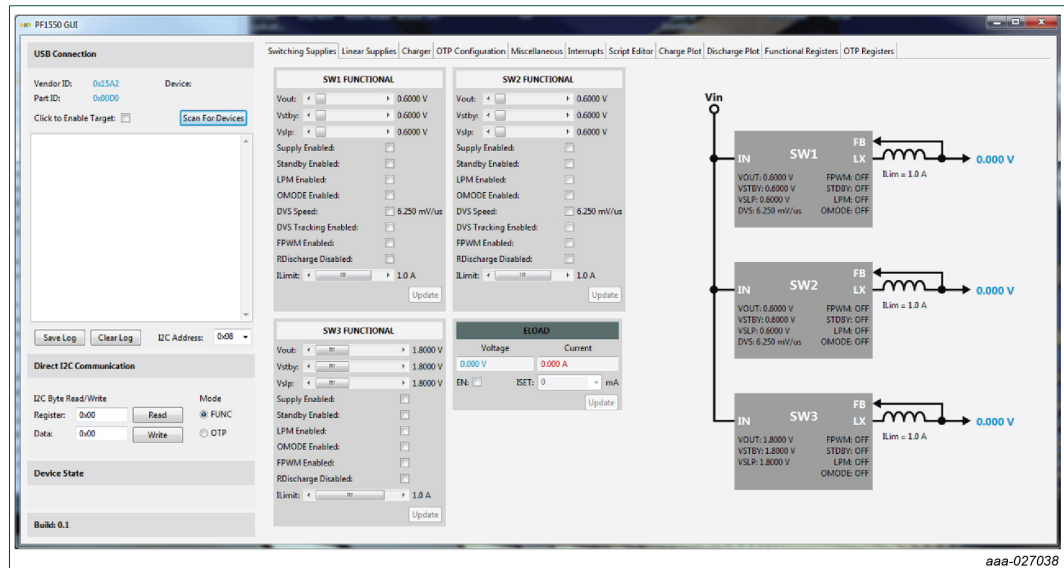 PF1550 GUI
USB Connection
Vendor ID: 0x15A2 Device:
Part ID: 0x00D0
Click to Enable Target: Scan For Devices
Save Log Clear Log I2C Address: 0x08
Direct I2C Communication
I2C Byte Read/Write Mode
Register: 0x00 Read FUNC
Data: 0x00 Write OTP
Device State
Build: 0.1
Switching Supplies Linear Supplies Charger OTP Configuration Miscellaneous Interrupts Script Editor Charge Plot Discharge Plot Functional Registers OTP Registers
SW1 FUNCTIONAL
Vout: 0.6000 V
Vstby: 0.6000 V
Vslp: 0.6000 V
Supply Enabled:
Standby Enabled:
LPM Enabled:
OMODE Enabled:
DVS Speed: 6.250 mV/us
DVS Tracking Enabled:
FPWM Enabled:
RDischarge Disabled:
ILimit: 1.0 A
Update
SW2 FUNCTIONAL
Vout: 0.6000 V
Vstby: 0.6000 V
Vslp: 0.6000 V
Supply Enabled:
Standby Enabled:
LPM Enabled:
OMODE Enabled:
DVS Speed: 6.250 mV/us
DVS Tracking Enabled:
FPWM Enabled:
RDischarge Disabled:
ILimit: 1.0 A
Update
SW3 FUNCTIONAL
Vout: 1.8000 V
Vstby: 1.8000 V
Vslp: 1.8000 V
Supply Enabled:
Standby Enabled:
LPM Enabled:
OMODE Enabled:
FPWM Enabled:
RDischarge Disabled:
ILimit: 1.0 A
Update
ELOAD
Voltage Current
0.000 V 0.000 A
EN: ISET: 0 mA
Update
Vin
FB
IN SW1 LX 0.000 V
ILim = 1.0 A
VOUT: 0.6000 V FPWM: OFF
VSTBY: 0.6000 V STDBY: OFF
VSLP: 0.6000 V LPM: OFF
DVS: 6.250 mV/us OMODE: OFF
FB
IN SW2 LX 0.000 V
ILim = 1.0 A
VOUT: 0.6000 V FPWM: OFF
VSTBY: 0.6000 V STDBY: OFF
VSLP: 0.6000 V LPM: OFF
DVS: 6.250 mV/us OMODE: OFF
FB
IN SW3 LX 0.000 V
ILim = 1.0 A
VOUT: 1.8000 V FPWM: OFF
VSTBY: 1.8000 V STDBY: OFF
VSLP: 1.8000 V LPM: OFF
OMODE: OFF
aaa-027038